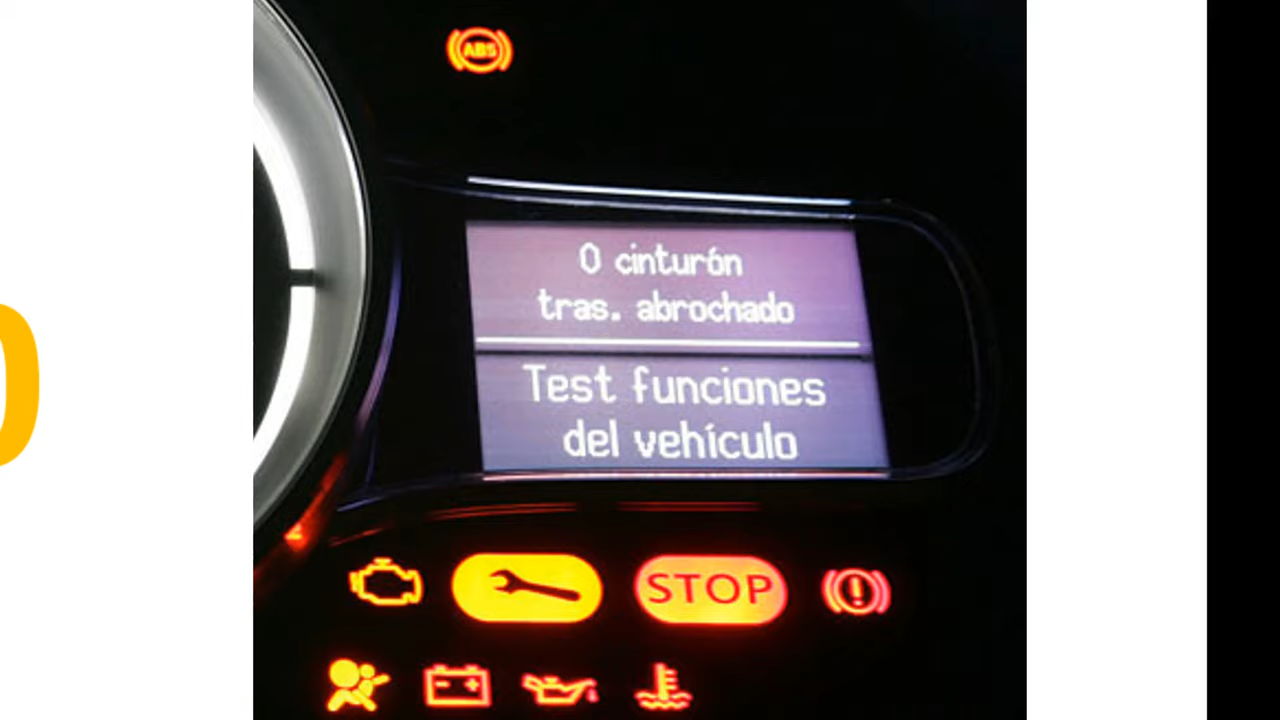 ABS
0 cinturón
tras. abrochado
Test funciones
del vehículo
STOP